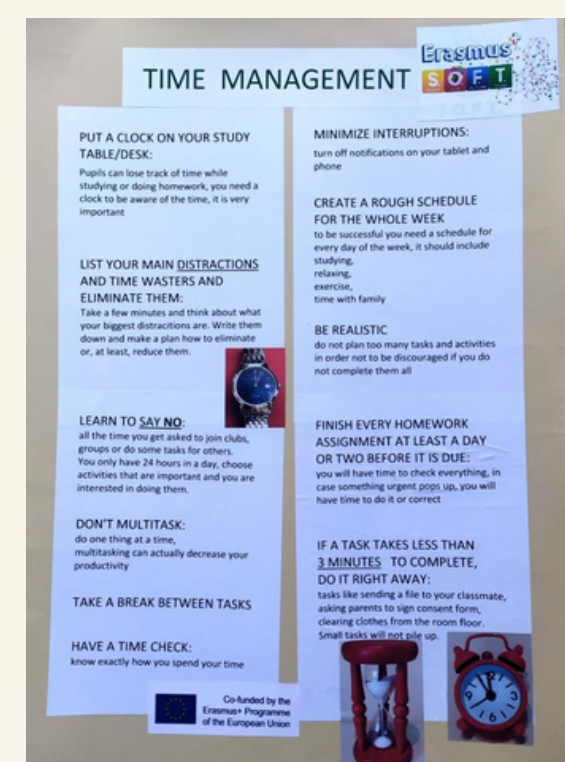 TIME MANAGEMENT
Erasmus
SOFT
PUT A CLOCK ON YOUR STUDY
TABLE/DESK:
Pupils can lose track of time while
studying or doing homework, you need a
clock to be aware of the time, it is very
important
LIST YOUR MAIN DISTRACTIONS
AND TIME WASTERS AND
ELIMINATE THEM:
Take a few minutes and think about what
your biggest distracitions are. Write them
down and make a plan how to eliminate
or, at least, reduce them.
LEARN TO SAY NO:
all the time you get asked to join clubs,
groups or do some tasks for others.
You only have 24 hours in a day, choose
activities that are important and you are
interested in doing them.
DON'T MULTITASK:
do one thing at a time,
multitasking can actually decrease your
productivity
TAKE A BREAK BETWEEN TASKS
HAVE A TIME CHECK:
know exactly how you spend your time
MINIMIZE INTERRUPTIONS:
turn off notifications on your tablet and
phone
CREATE A ROUGH SCHEDULE
FOR THE WHOLE WEEK
to be successful you need a schedule for
every day of the week, it should include
studying,
relaxing,
exercise,
time with family
BE REALISTIC
do not plan too many tasks and activities
in order not to be discouraged if you do
not complete them all
FINISH EVERY HOMEWORK
ASSIGNMENT AT LEAST A DAY
OR TWO BEFORE IT IS DUE:
you will have time to check everything, in
case something urgent pops up, you will
have time to do it or correct
IF A TASK TAKES LESS THAN
3 MINUTES TO COMPLETE,
DO IT RIGHT AWAY:
tasks like sending a file to your classmate,
asking parents to sign consent form,
clearing clothes from the room floor.
Small tasks will not pile up.
Co-funded by the
Erasmus+ Programme
of the European Union